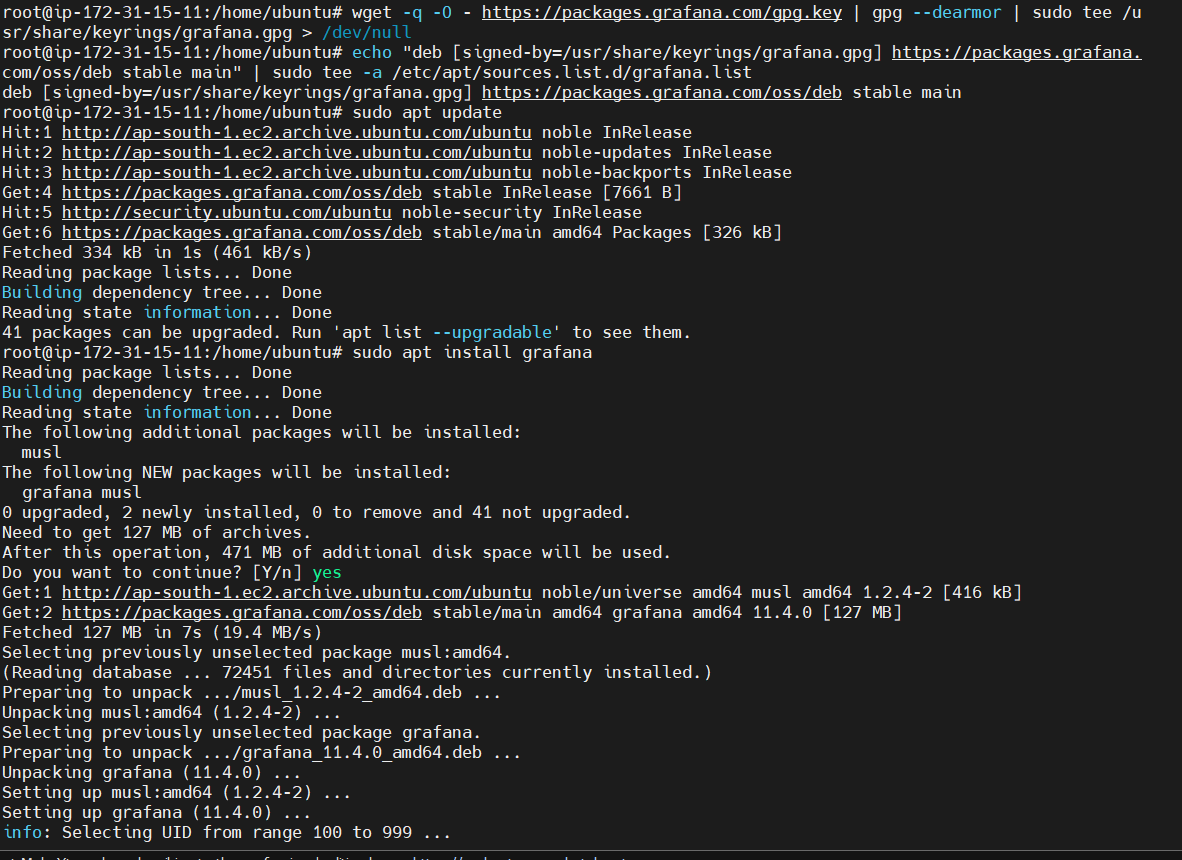 root@ip-172-31-15-11:/home/ubuntu# wget -q -O - https://packages.grafana.com/gpg.key | gpg --dearmor | sudo tee /u
sr/share/keyrings/grafana.gpg > /dev/null
root@ip-172-31-15-11:/home/ubuntu# echo "deb [signed-by=/usr/share/keyrings/grafana.gpg] https://packages.grafana.
com/oss/deb stable main" | sudo tee -a /etc/apt/sources.list.d/grafana.list
deb [signed-by=/usr/share/keyrings/grafana.gpg] https://packages.grafana.com/oss/deb stable main
root@ip-172-31-15-11:/home/ubuntu# sudo apt update
Hit:1 http://ap-south-1.ec2.archive.ubuntu.com/ubuntu noble InRelease
Hit:2 http://ap-south-1.ec2.archive.ubuntu.com/ubuntu noble-updates InRelease
Hit:3 http://ap-south-1.ec2.archive.ubuntu.com/ubuntu noble-backports InRelease
Get:4 https://packages.grafana.com/oss/deb stable InRelease [7661 B]
Hit:5 http://security.ubuntu.com/ubuntu noble-security InRelease
Get:6 https://packages.grafana.com/oss/deb stable/main amd64 Packages [326 kB]
Fetched 334 kB in 1s (461 kB/s)
Reading package lists... Done
Building dependency tree... Done
Reading state information... Done
41 packages can be upgraded. Run 'apt list --upgradable' to see them.
root@ip-172-31-15-11:/home/ubuntu# sudo apt install grafana
Reading package lists... Done
Building dependency tree... Done
Reading state information... Done
The following additional packages will be installed:
  musl
The following NEW packages will be installed:
  grafana musl
0 upgraded, 2 newly installed, 0 to remove and 41 not upgraded.
Need to get 127 MB of archives.
After this operation, 471 MB of additional disk space will be used.
Do you want to continue? [Y/n] yes
Get:1 http://ap-south-1.ec2.archive.ubuntu.com/ubuntu noble/universe amd64 musl amd64 1.2.4-2 [416 kB]
Get:2 https://packages.grafana.com/oss/deb stable/main amd64 grafana amd64 11.4.0 [127 MB]
Fetched 127 MB in 7s (19.4 MB/s)
Selecting previously unselected package musl:amd64.
(Reading database ... 72451 files and directories currently installed.)
Preparing to unpack .../musl_1.2.4-2_amd64.deb ...
Unpacking musl:amd64 (1.2.4-2) ...
Selecting previously unselected package grafana.
Preparing to unpack .../grafana_11.4.0_amd64.deb ...
Unpacking grafana (11.4.0) ...
Setting up musl:amd64 (1.2.4-2) ...
Setting up grafana (11.4.0) ...
info: Selecting UID from range 100 to 999 ...